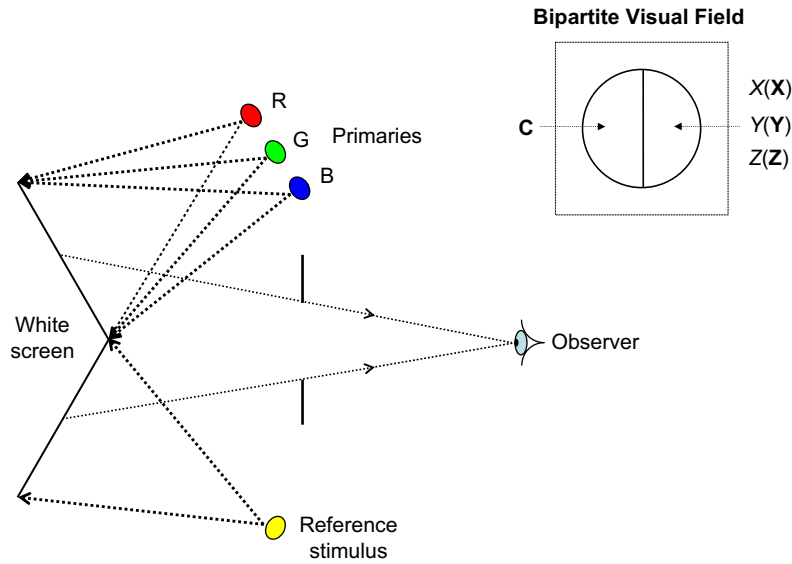 Bipartite Visual Field
R
G
Primaries
B
C
X(X)
Y(Y)
Z(Z)
White
screen
Observer
Reference
stimulus